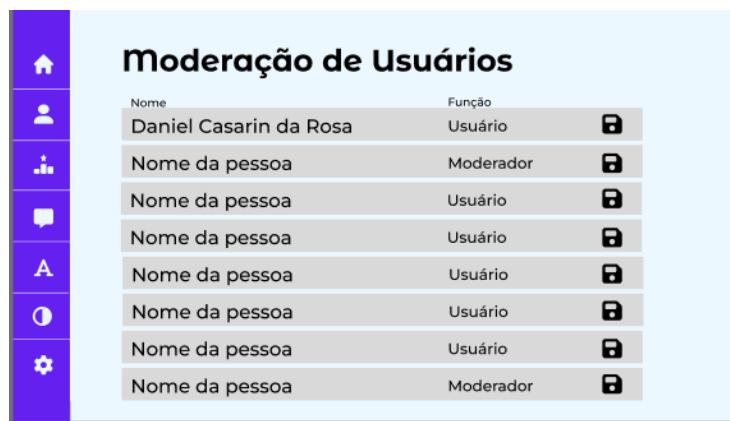 Moderação de Usuários
Nome Função
Daniel Casarin da Rosa Usuário
Nome da pessoa Moderador
Nome da pessoa Usuário
Nome da pessoa Usuário
Nome da pessoa Usuário
Nome da pessoa Usuário
Nome da pessoa Usuário
Nome da pessoa Moderador
A